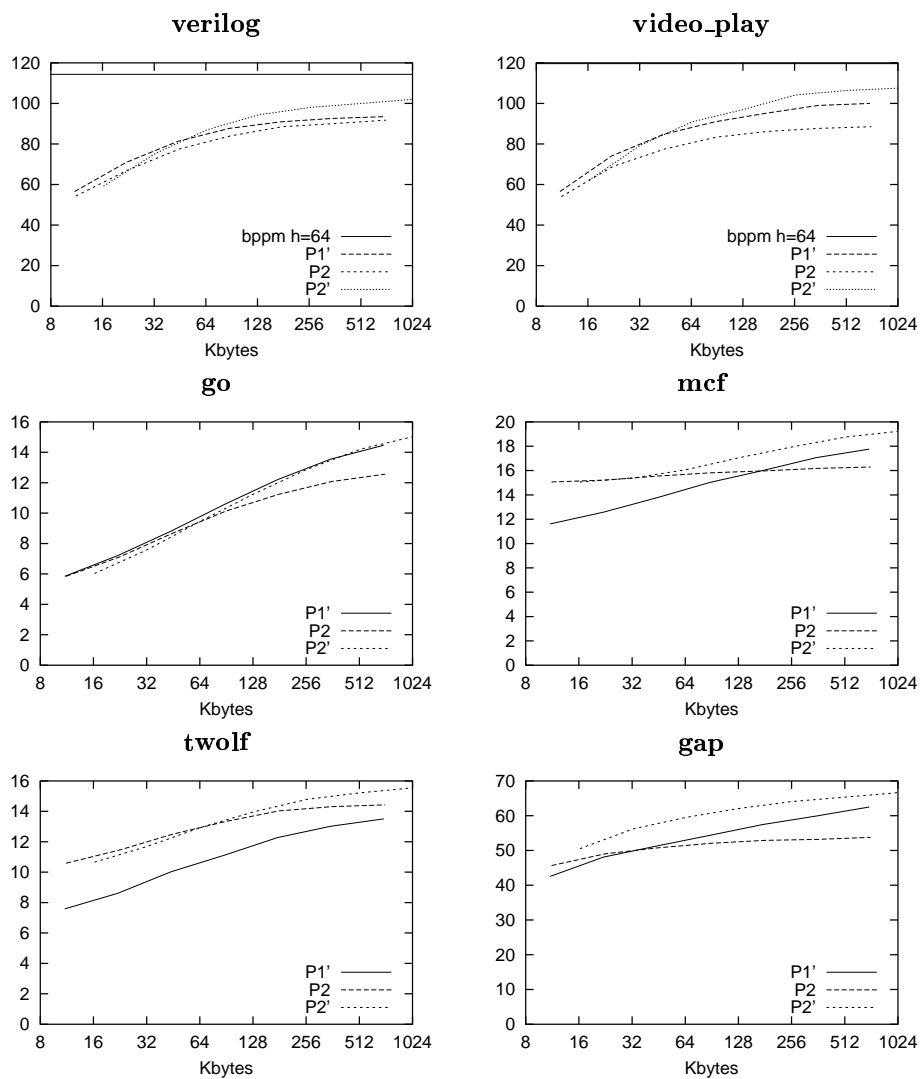 verilog
120
100
80
60
40
20
0
bppm h=64
P1'
P2
P2'
8 16 32 64 128 256 512 1024
Kbytes
video_play
120
100
80
60
40
20
0
bppm h=64
P1'
P2
P2'
8 16 32 64 128 256 512 1024
Kbytes
go
16
14
12
10
8
6
4
2
0
P1'
P2
P2'
8 16 32 64 128 256 512 1024
Kbytes
mcf
20
18
16
14
12
10
8
6
4
2
0
P1'
P2
P2'
8 16 32 64 128 256 512 1024
Kbytes
twolf
16
14
12
10
8
6
4
2
0
P1'
P2
P2'
8 16 32 64 128 256 512 1024
Kbytes
gap
70
60
50
40
30
20
10
0
P1'
P2
P2'
8 16 32 64 128 256 512 1024
Kbytes